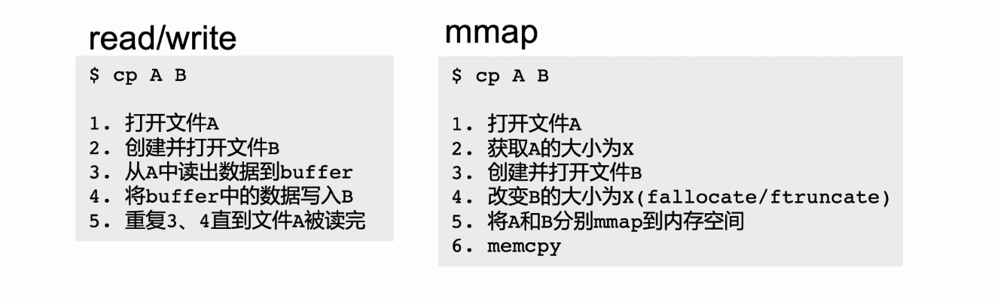 read/write
$ cp A B
1. 打开文件A
2. 创建并打开文件B
3. 从A中读出数据到buffer
4. 将buffer中的数据写入B
5. 重复3、4直到文件A被读完
mmap
$ cp A B
1. 打开文件A
2. 获取A的大小为X
3. 创建并打开文件B
4. 改变B的大小为X(fallocate/ftruncate)
5. 将A和B分别mmap到内存空间
6. memcpy